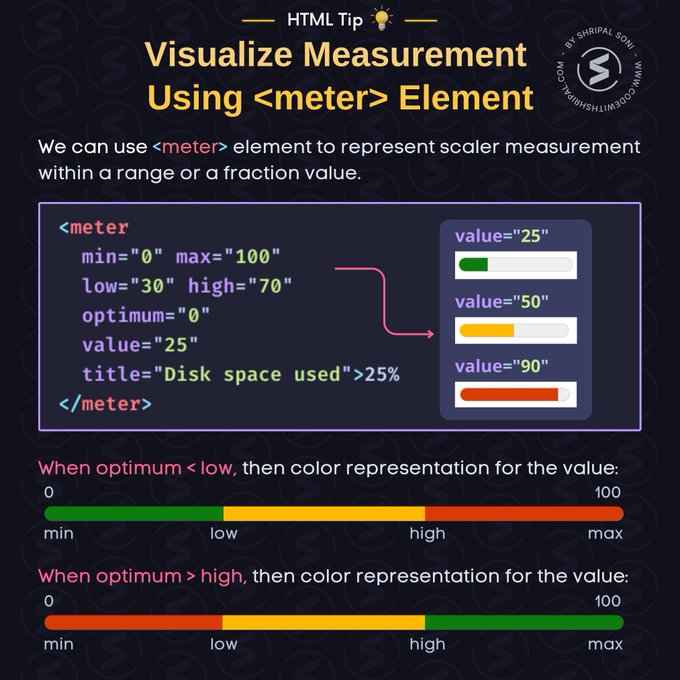 HTML Tip
Visualize Measurement
Using <meter> Element
- BY SHRIPAL SONI - WWW.CODEWITHSHRIPAL.COM
We can use <meter> element to represent scaler measurement
within a range or a fraction value.
<meter
min="0" max="100"
low="30" high="70"
optimum="0"
value="25"
title="Disk space used">25%
</meter>
value="25"
value="50"
value="90"
When optimum < low, then color representation for the value:
0 100
min low high max
When optimum > high, then color representation for the value:
0 100
min low high max